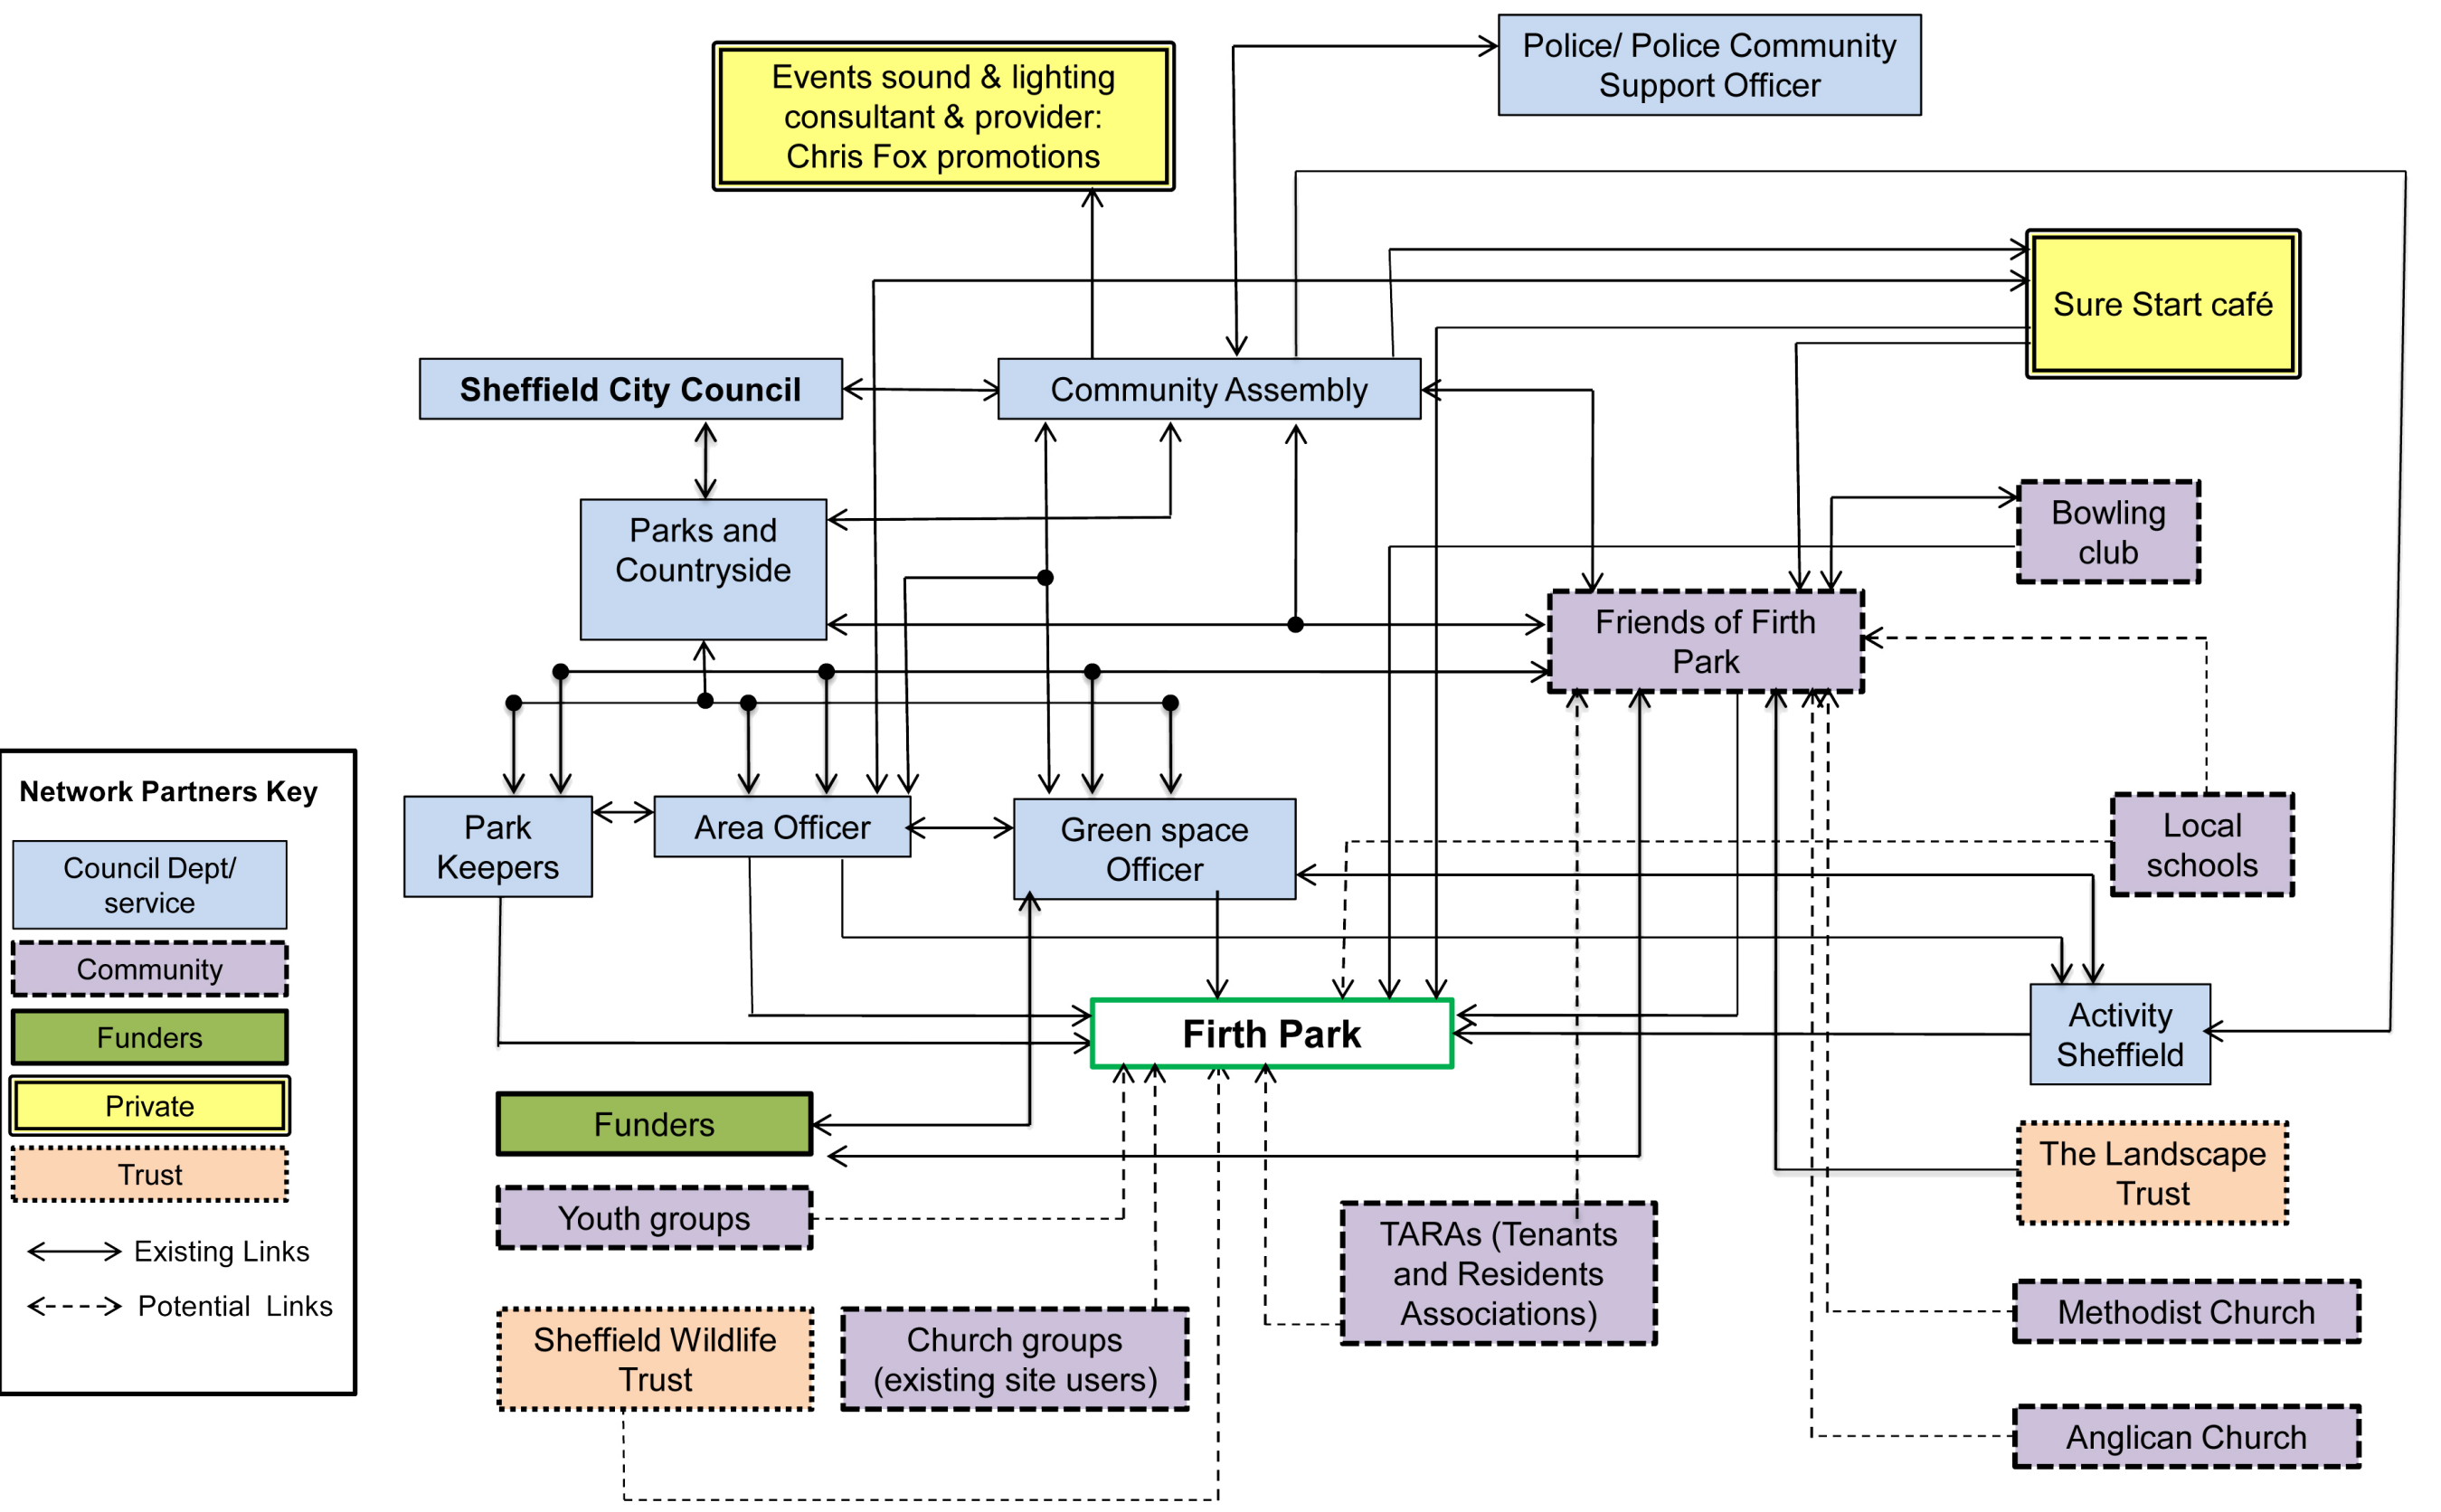 Police/ Police Community
Support Officer
Events sound & lighting
consultant & provider:
Chris Fox promotions
Sure Start café
Sheffield City Council
Community Assembly
Parks and
Countryside
Bowling
club
Friends of Firth
Park
Network Partners Key
Council Dept/
service
Community
Funders
Private
Trust
Existing Links
Potential Links
Park
Keepers
Area Officer
Green space
Officer
Local
schools
Firth Park
Activity
Sheffield
Funders
Youth groups
The Landscape
Trust
TARAs (Tenants
and Residents
Associations)
Sheffield Wildlife
Trust
Church groups
(existing site users)
Methodist Church
Anglican Church